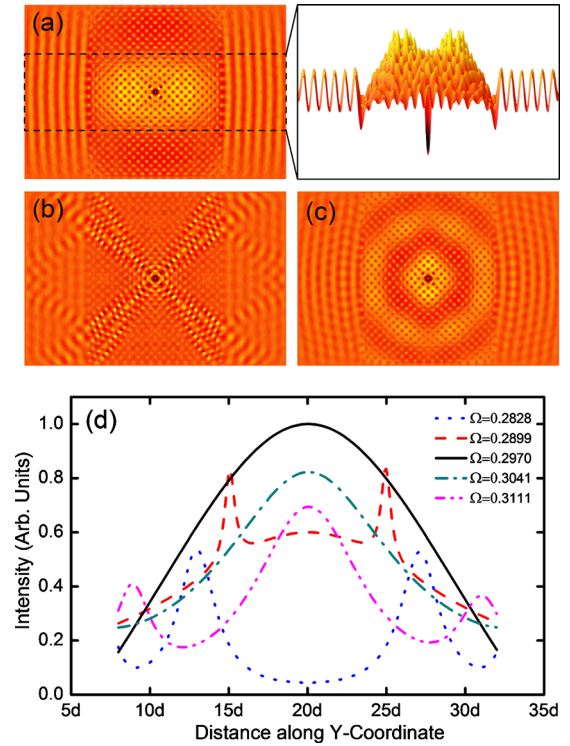 (a)
(b)
(c)
(d)
Ω=0.2828
Ω=0.2899
Ω=0.2970
Ω=0.3041
Ω=0.3111
Intensity (Arb. Units)
1.0
0.8
0.6
0.4
0.2
0.0
5d 10d 15d 20d 25d 30d 35d
Distance along Y-Coordinate